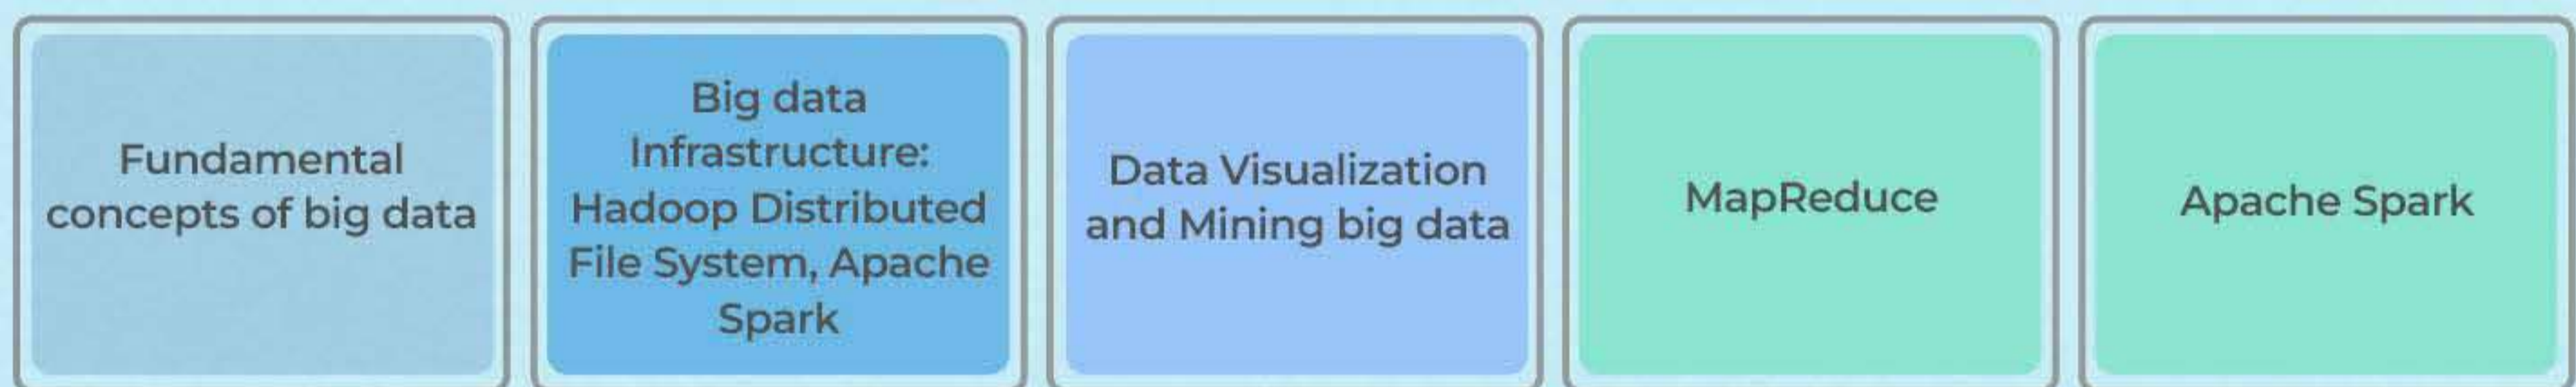 Fundamental
concepts of big data
Big data
Infrastructure:
Hadoop Distributed
File System, Apache
Spark
Data Visualization
and Mining big data
MapReduce
Apache Spark